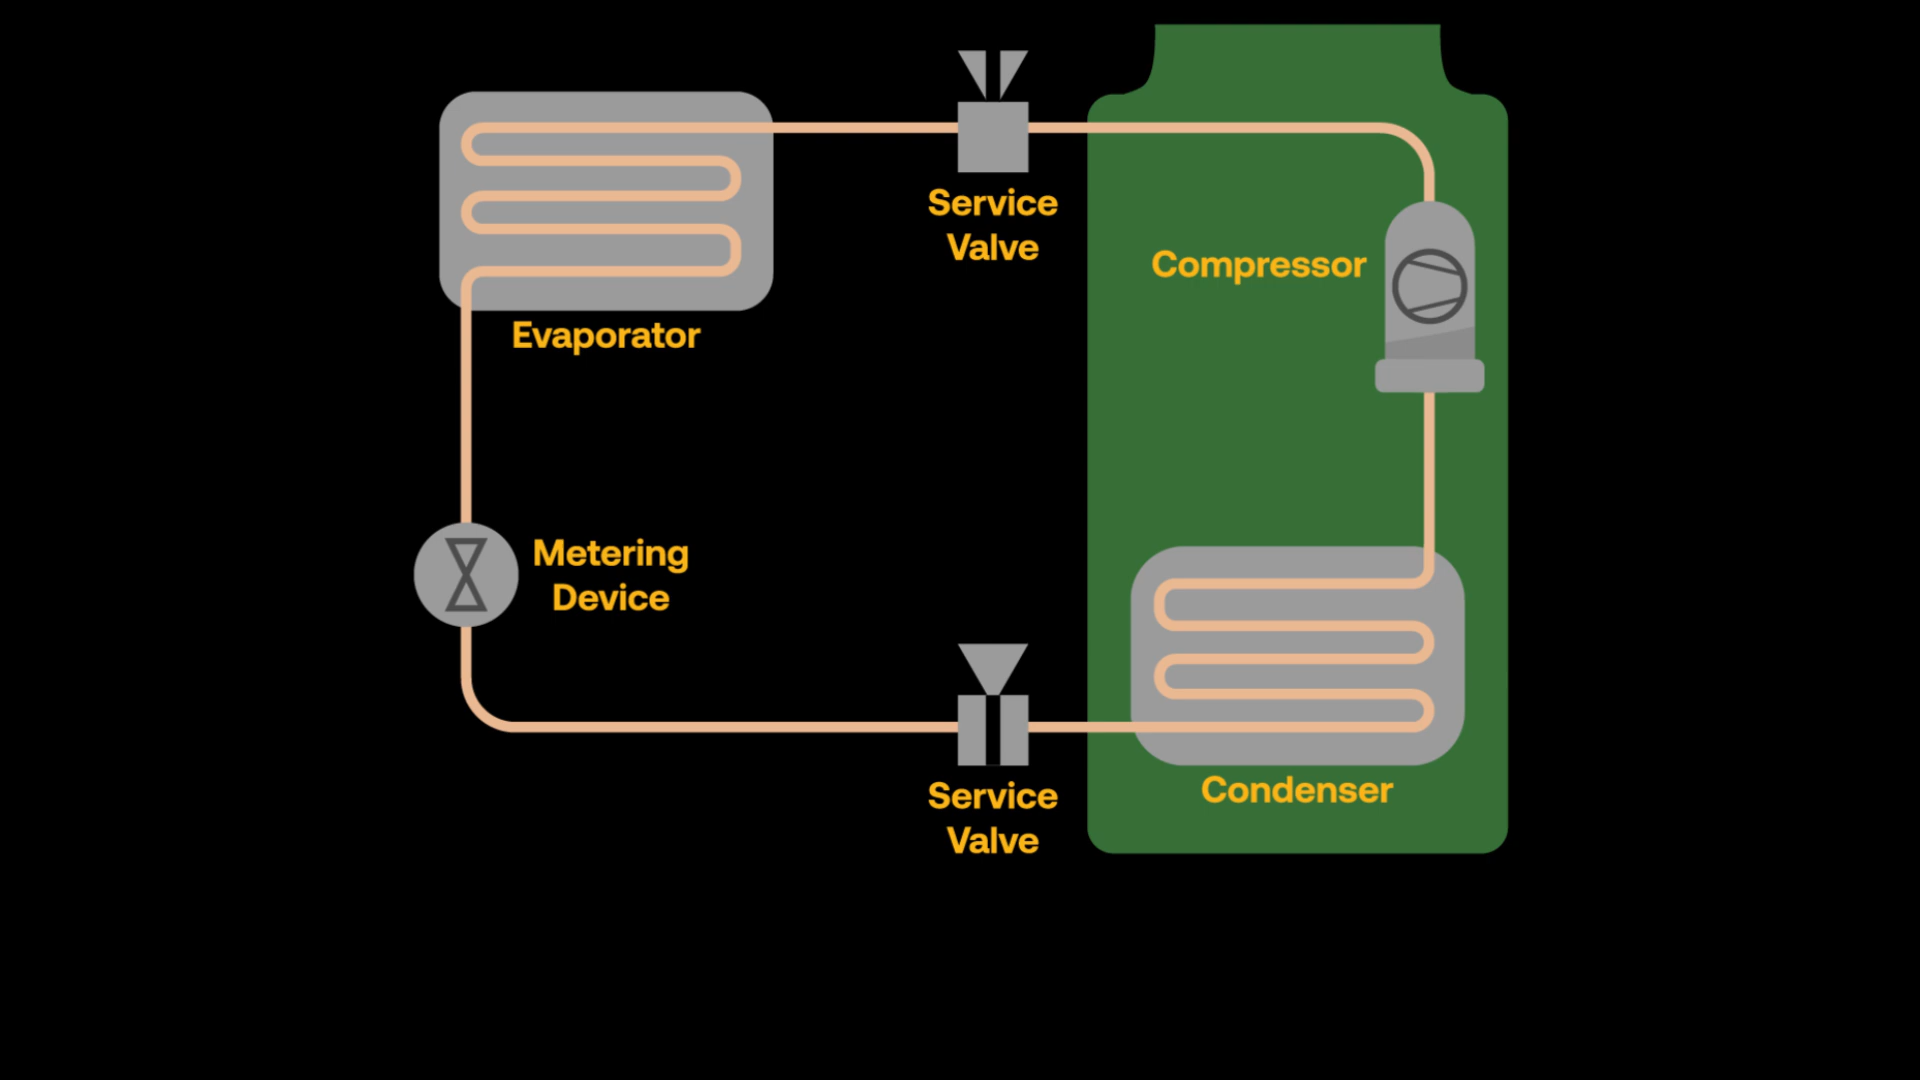 Service
Valve
Compressor
Evaporator
Metering
Device
Service
Valve
Condenser